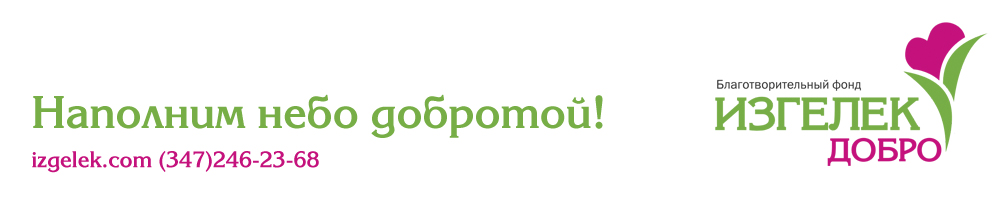 Наполним небо добротой!
izgelek.com (347)246-23-68
Благотворительный фонд
ИЗГЕЛЕК
ДОБРО